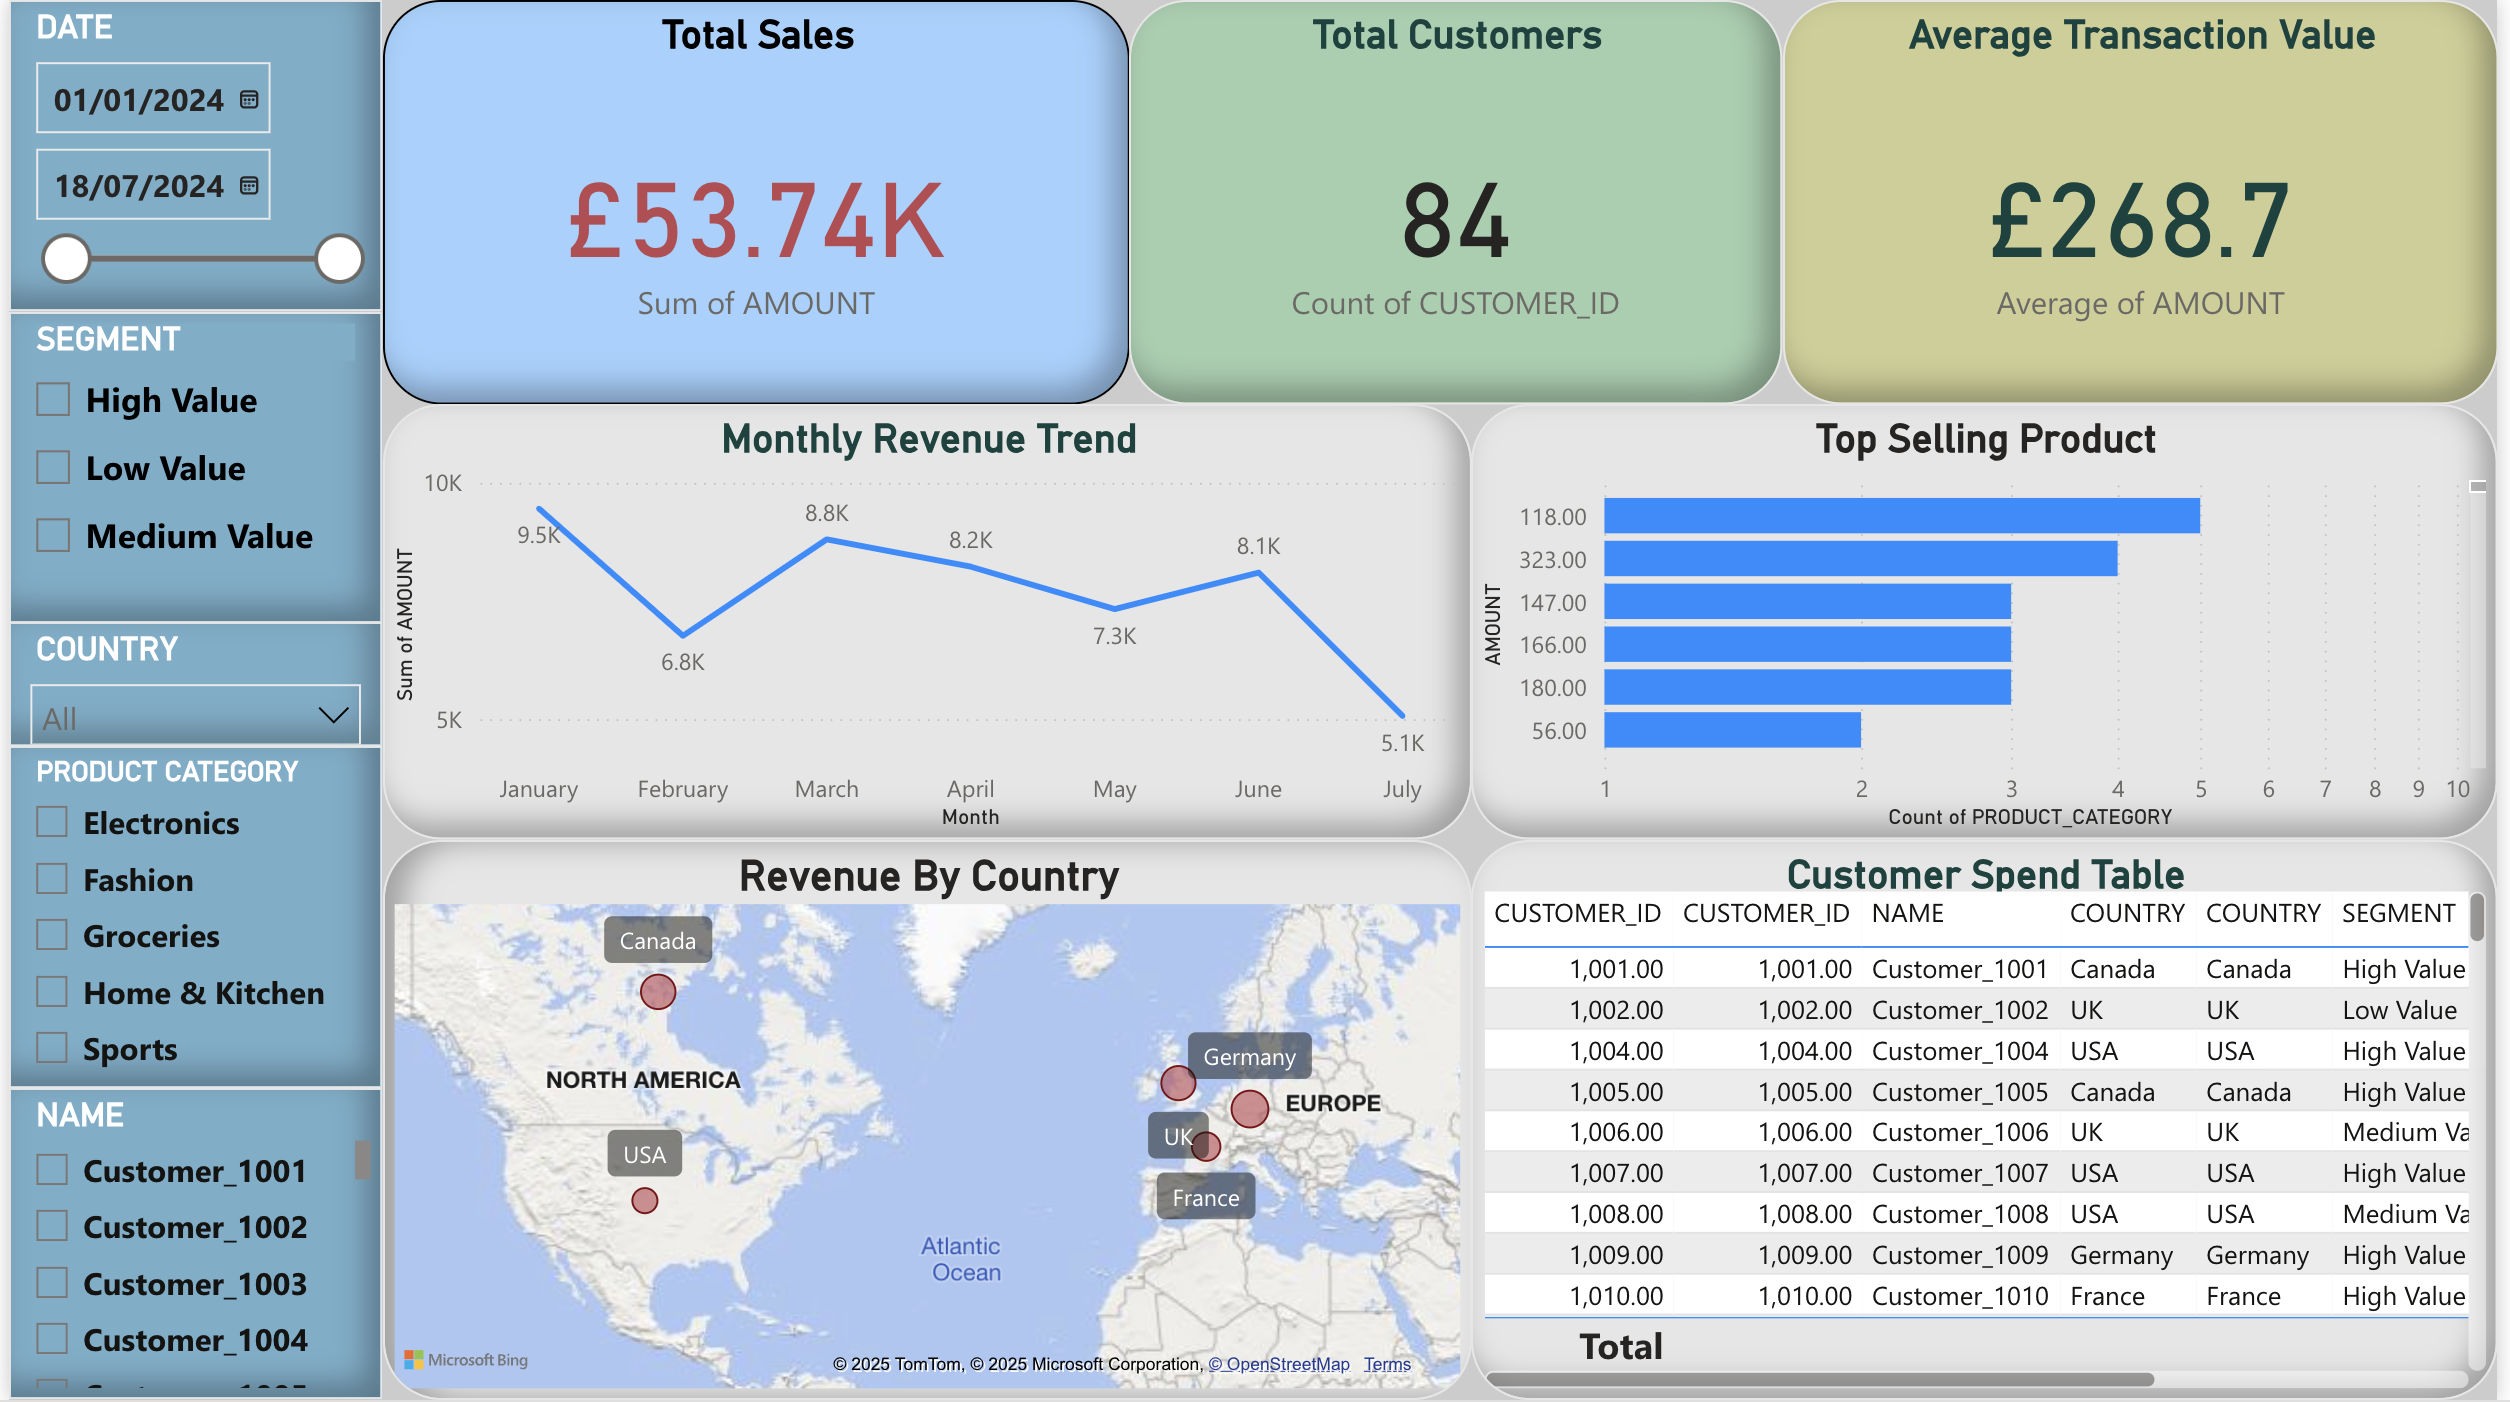 DATE
01/01/2024
18/07/2024
SEGMENT
High Value
Low Value
Medium Value
COUNTRY
All
PRODUCT CATEGORY
Electronics
Fashion
Groceries
Home & Kitchen
Sports
NAME
Customer_1001
Customer_1002
Customer_1003
Customer_1004
Total Sales
£53.74K
Sum of AMOUNT
Total Customers
84
Count of CUSTOMER_ID
Average Transaction Value
£268.7
Average of AMOUNT
Monthly Revenue Trend
Sum of AMOUNT
10K
5K
9.5K
6.8K
8.8K
8.2K
7.3K
8.1K
5.1K
January February March April May June July
Month
Top Selling Product
AMOUNT
118.00
323.00
147.00
166.00
180.00
56.00
1 2 3 4 5 6 7 8 9 10
Count of PRODUCT_CATEGORY
Revenue By Country
Canada
NORTH AMERICA
USA
Germany
EUROPE
UK
France
Atlantic
Ocean
Microsoft Bing
© 2025 TomTom, © 2025 Microsoft Corporation, © OpenStreetMap Terms
Customer Spend Table
CUSTOMER_ID CUSTOMER_ID NAME COUNTRY COUNTRY SEGMENT
1,001.00 1,001.00 Customer_1001 Canada Canada High Value
1,002.00 1,002.00 Customer_1002 UK UK Low Value
1,004.00 1,004.00 Customer_1004 USA USA High Value
1,005.00 1,005.00 Customer_1005 Canada Canada High Value
1,006.00 1,006.00 Customer_1006 UK UK Medium Va
1,007.00 1,007.00 Customer_1007 USA USA High Value
1,008.00 1,008.00 Customer_1008 USA USA Medium Va
1,009.00 1,009.00 Customer_1009 Germany Germany High Value
1,010.00 1,010.00 Customer_1010 France France High Value
Total